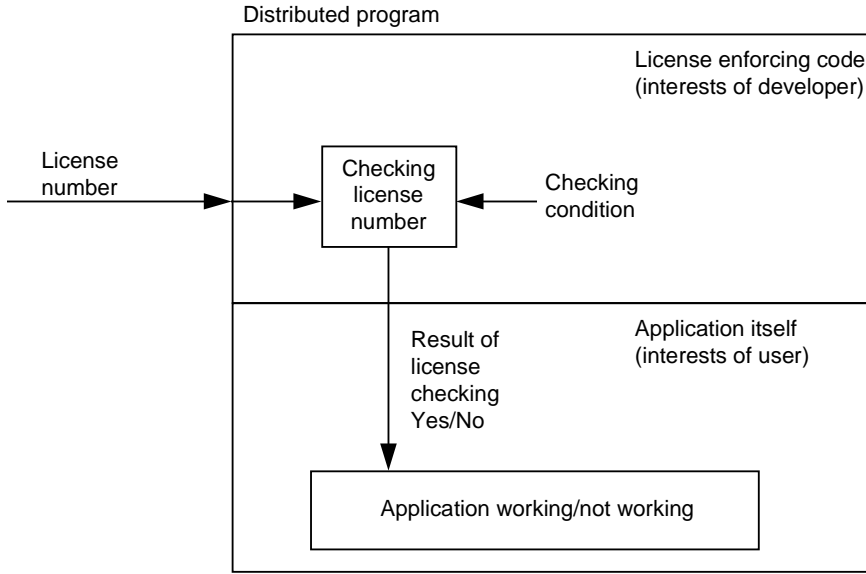 Distributed program
License enforcing code
(interests of developer)
License
number
Checking
license
number
Checking
condition
Application itself
(interests of user)
Result of
license
checking
Yes/No
Application working/not working